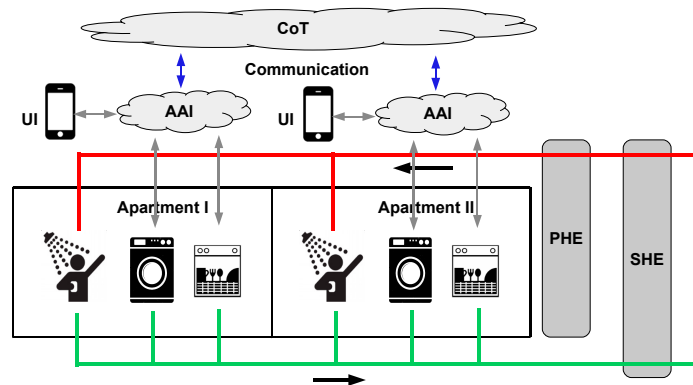 CoT
Communication
UI
AAI
UI
AAI
Apartment I
Apartment II
PHE
SHE